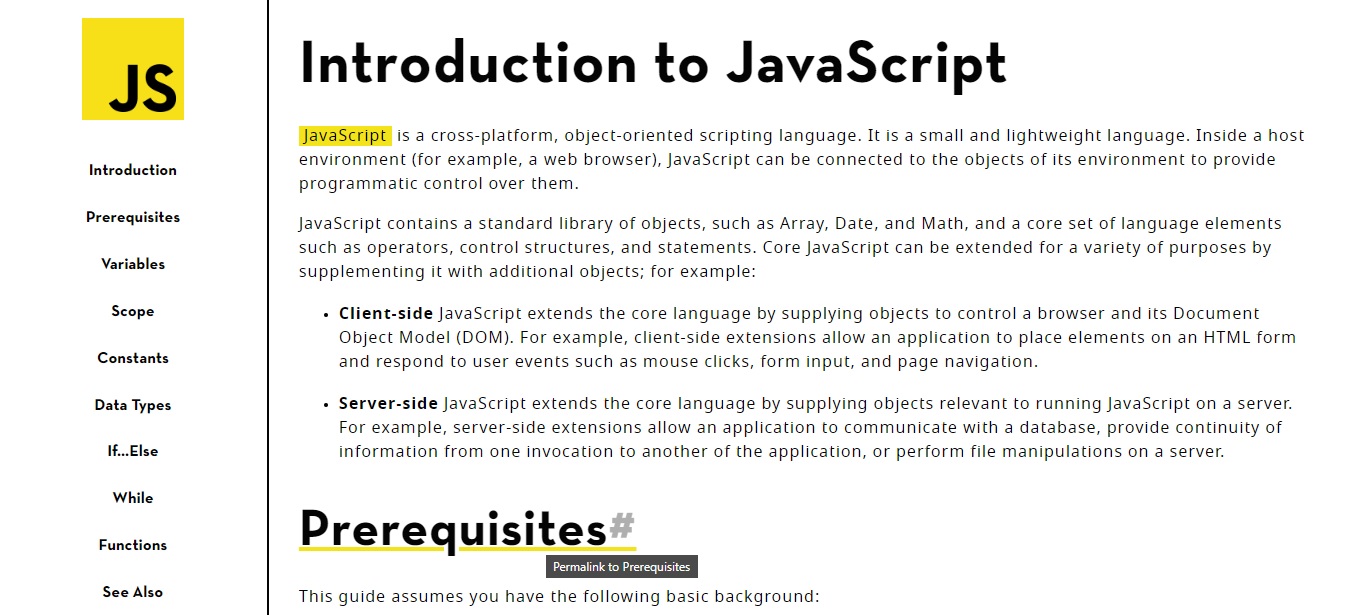 JS
Introduction
Prerequisites
Variables
Scope
Constants
Data Types
If...Else
While
Functions
See Also
Introduction to JavaScript
JavaScript is a cross-platform, object-oriented scripting language. It is a small and lightweight language. Inside a host
environment (for example, a web browser), JavaScript can be connected to the objects of its environment to provide
programmatic control over them.
JavaScript contains a standard library of objects, such as Array, Date, and Math, and a core set of language elements
such as operators, control structures, and statements. Core JavaScript can be extended for a variety of purposes by
supplementing it with additional objects; for example:
• Client-side JavaScript extends the core language by supplying objects to control a browser and its Document
Object Model (DOM). For example, client-side extensions allow an application to place elements on an HTML form
and respond to user events such as mouse clicks, form input, and page navigation.
• Server-side JavaScript extends the core language by supplying objects relevant to running JavaScript on a server.
For example, server-side extensions allow an application to communicate with a database, provide continuity of
information from one invocation to another of the application, or perform file manipulations on a server.
Prerequisites#
Permalink to Prerequisites
This guide assumes you have the following basic background: